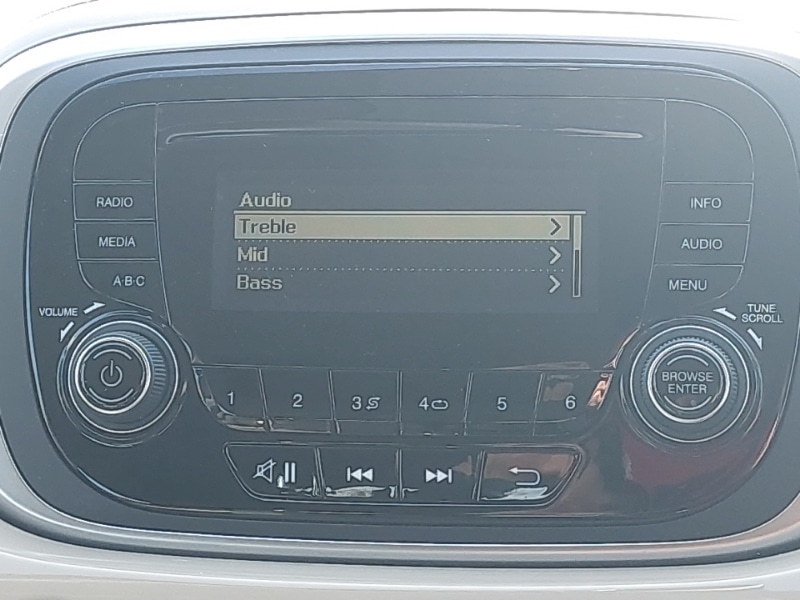 Audio
Treble
Mid
Bass
RADIO
MEDIA
A·B·C
VOLUME
INFO
AUDIO
MENU
TUNE
SCROLL
BROWSE
ENTER
1 2 3 4 5 6